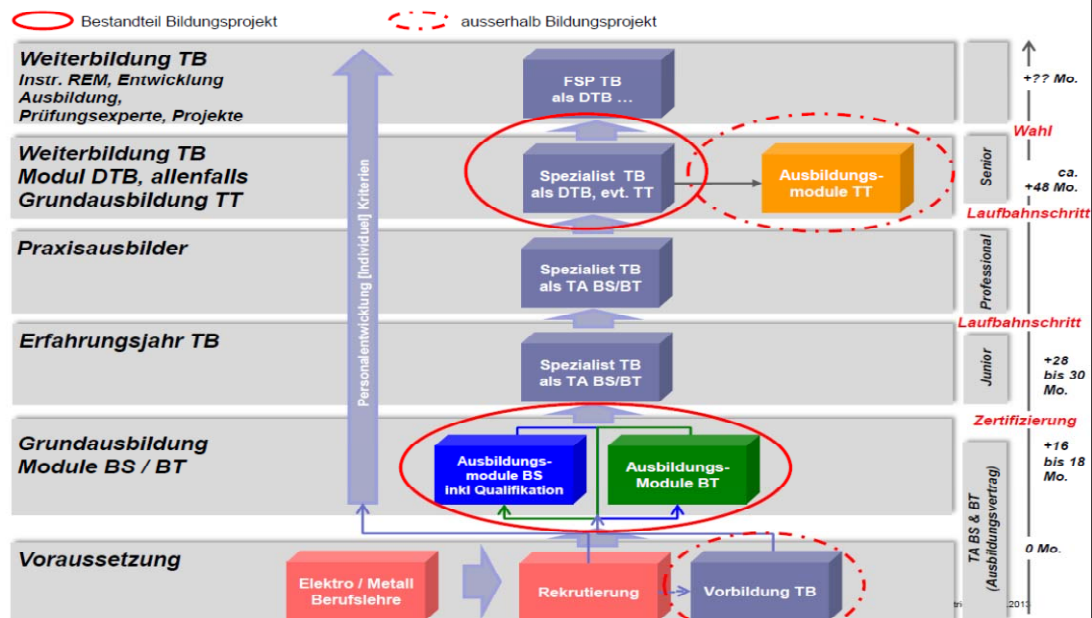 Bestandteil Bildungsprojekt
ausserhalb Bildungsprojekt
Weiterbildung TB
Instr. REM, Entwicklung
Ausbildung,
Prüfungsexperte, Projekte
FSP TB
als DTB ...
+?? Mo.
Wahl
Weiterbildung TB
Modul DTB, allenfalls
Grundausbildung TT
Spezialist TB
als DTB, evt. TT
Ausbildungs-
module TT
Senior
ca.
+48 Mo.
Laufbahnschritt
Praxisausbilder
Spezialist TB
als TA BS/BT
Professional
Laufbahnschritt
Erfahrungsjahr TB
Spezialist TB
als TA BS/BT
Junior
+28
bis 30
Mo.
Zertifizierung
Personalentwicklung [Individuel] Kriterien
Grundausbildung
Module BS / BT
Ausbildungs-
module BS
inkl Qualifikation
Ausbildungs-
Module BT
+16
bis 18
Mo.
TA BS & BT
(Ausbildungsvertrag)
0 Mo.
Voraussetzung
Elektro / Metall
Berufslehre
Rekrutierung
Vorbildung TB
2013